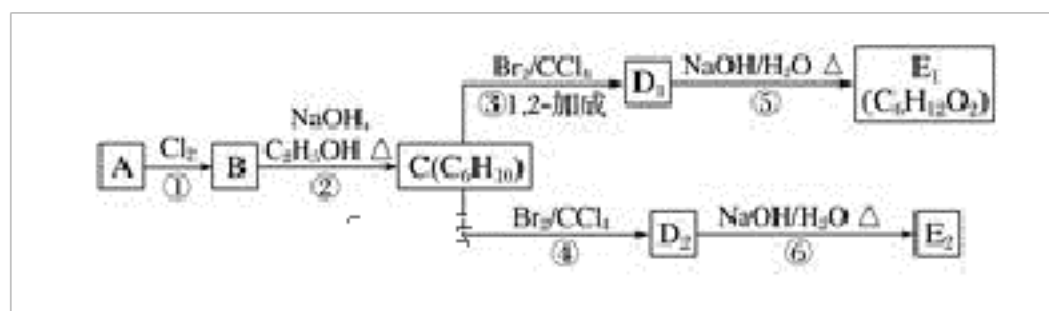 Br₂/CCl₄
③1,2-加成
D₁
NaOH/H₂O △
⑤
E₁
(C₆H₁₂O₂)
A
Cl₂
①
B
NaOH,
C₂H₅OH △
②
C(C₆H₁₀)
Br₂/CCl₄
④
D₂
NaOH/H₂O △
⑥
E₂